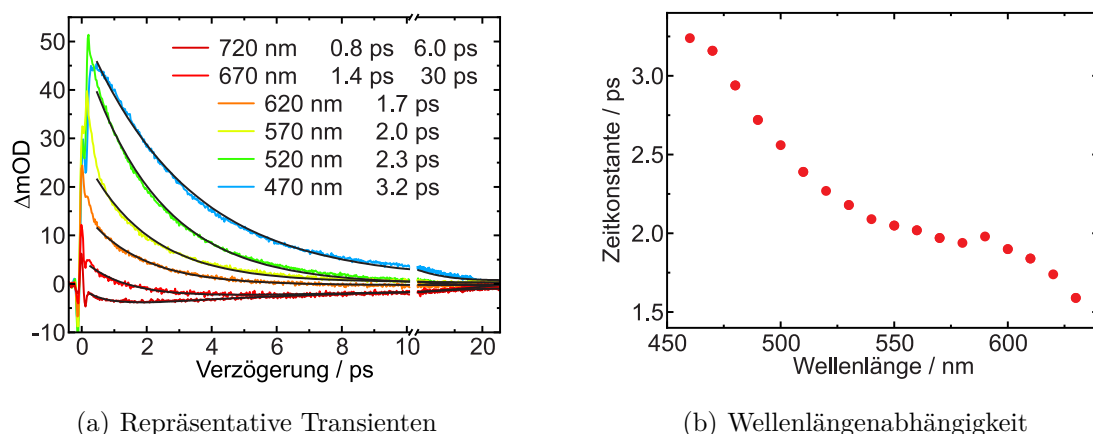 50
40
30
20
10
0
-10
ΔmOD
720 nm 0.8 ps 6.0 ps
670 nm 1.4 ps 30 ps
620 nm 1.7 ps
570 nm 2.0 ps
520 nm 2.3 ps
470 nm 3.2 ps
0 2 4 6 8 10 20
Verzögerung / ps
(a) Repräsentative Transienten
3.0
2.5
2.0
1.5
Zeitkonstante / ps
450 500 550 600
Wellenlänge / nm
(b) Wellenlängenabhängigkeit